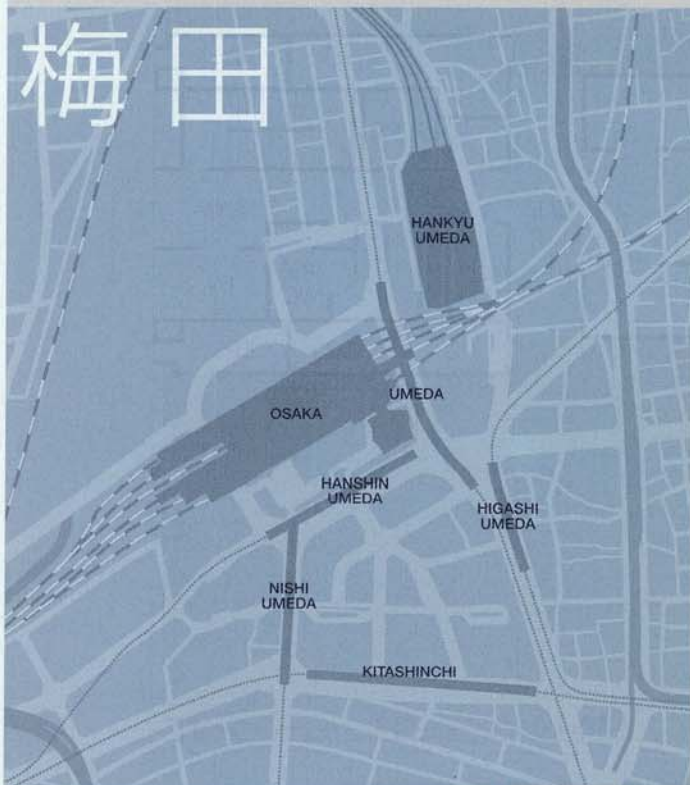 梅田
HANKYU
UMEDA
UMEDA
OSAKA
HANSHIN
UMEDA
HIGASHI
UMEDA
NISHI
UMEDA
KITASHINCHI